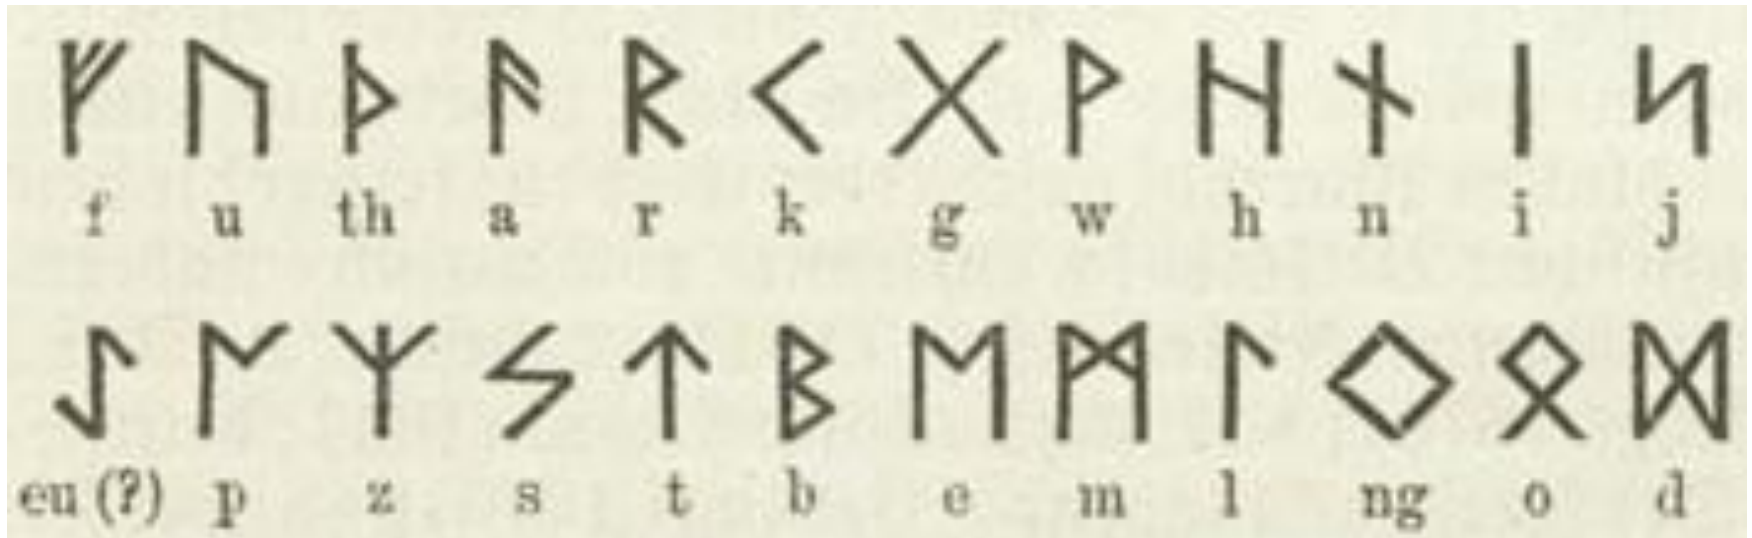 ᚠ ᚢ ᚦ ᚨ ᚱ ᚲ ᚷ ᚹ ᚺ ᚾ ᛁ ᛃ
f u th a r k g w h n i j
ᛇ ᛈ ᛉ ᛊ ᛏ ᛒ ᛖ ᛗ ᛚ ᛜ ᛟ ᛞ
eu (?) p z s t b e m l ng o d